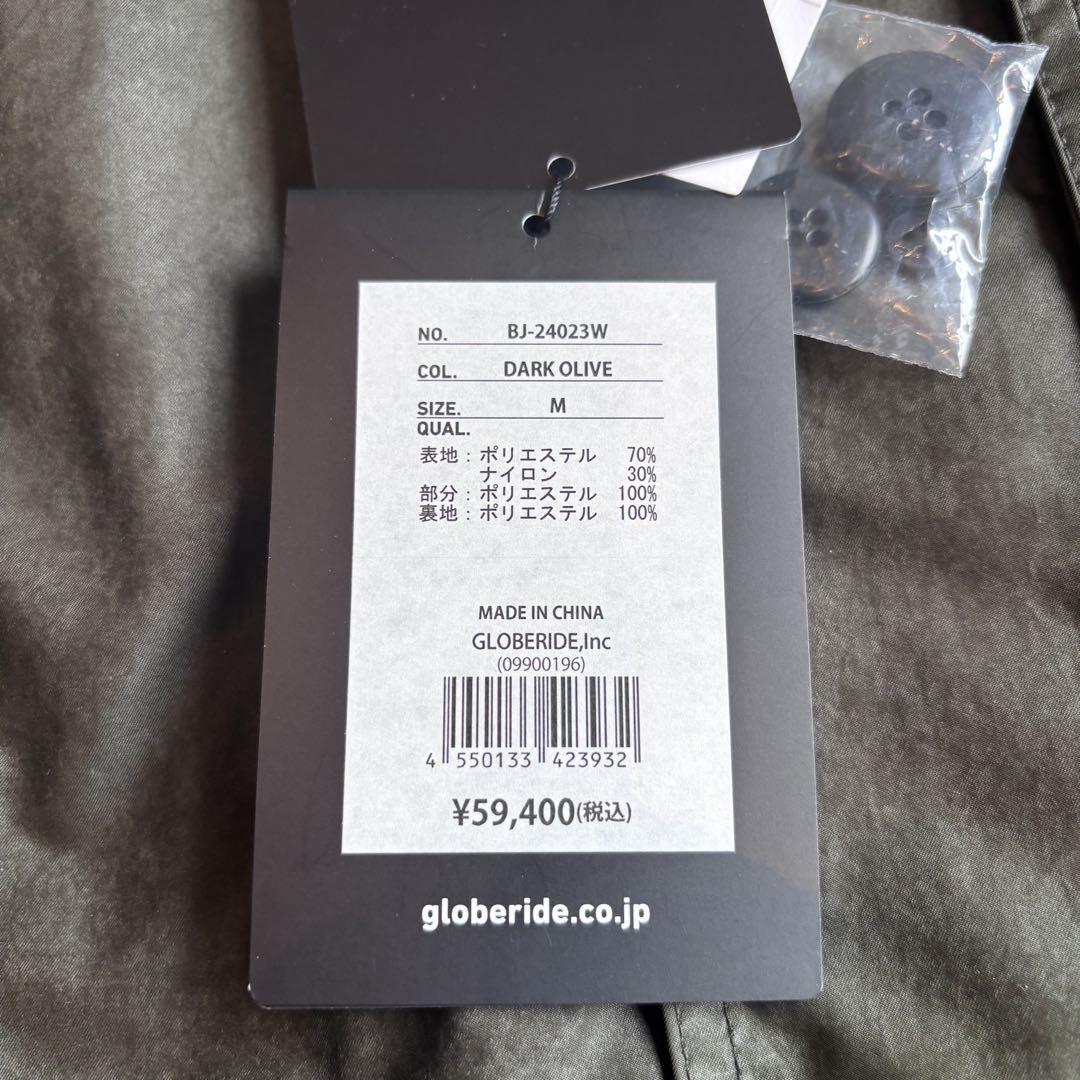 NO. BJ-24023W
COL. DARK OLIVE
SIZE. M
QUAL.
表地：ポリエステル 70%
ナイロン 30%
部分：ポリエステル 100%
裏地：ポリエステル 100%
MADE IN CHINA
GLOBERIDE,Inc
(09900196)
4 550133 423932
¥59,400(税込)
globeride.co.jp